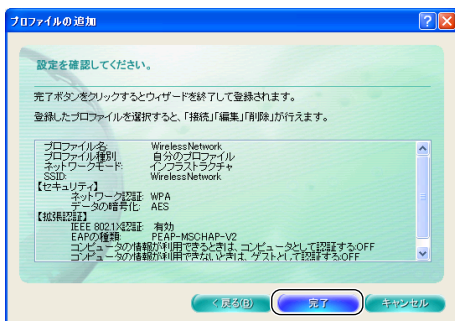 プロファイルの追加
設定を確認してください。
完了ボタンをクリックするとウィザードを終了して登録されます。
登録したプロファイルを選択すると、「接続」「編集」「削除」が行えます。
プロファイル名: WirelessNetwork
プロファイル種別: 自分のプロファイル
ネットワークモード: インフラストラクチャ
SSID: WirelessNetwork
【セキュリティ】
ネットワーク認証: WPA
データの暗号化: AES
【拡張認証】
IEEE 802.1X認証: 有効
EAPの種類: PEAP-MSCHAP-V2
コンピュータの情報が利用できるときは、コンピュータとして認証する:OFF
コンピュータの情報が利用できないときは、ゲストとして認証する:OFF
< 戻る(B) 完了 キャンセル